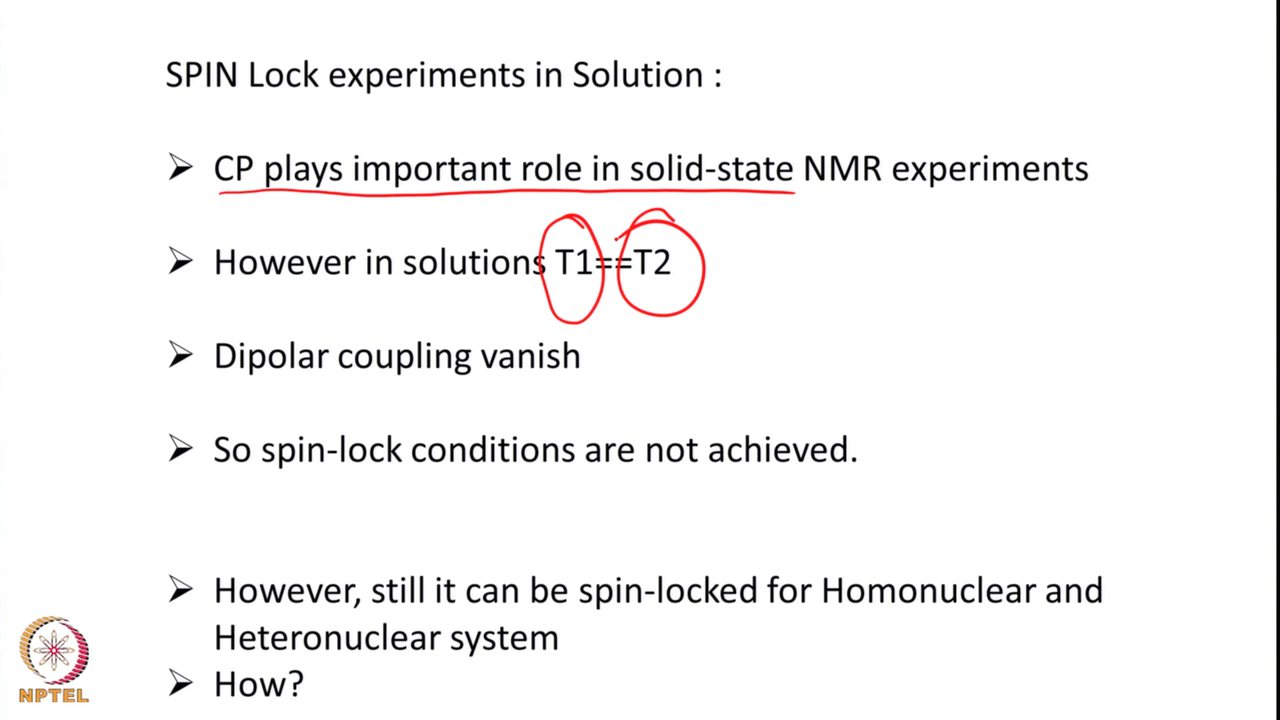 SPIN Lock experiments in Solution :
➤ CP plays important role in solid-state NMR experiments
➤ However in solutions T1==T2
➤ Dipolar coupling vanish
➤ So spin-lock conditions are not achieved.
➤ However, still it can be spin-locked for Homonuclear and
Heteronuclear system
➤ How?
NPTEL